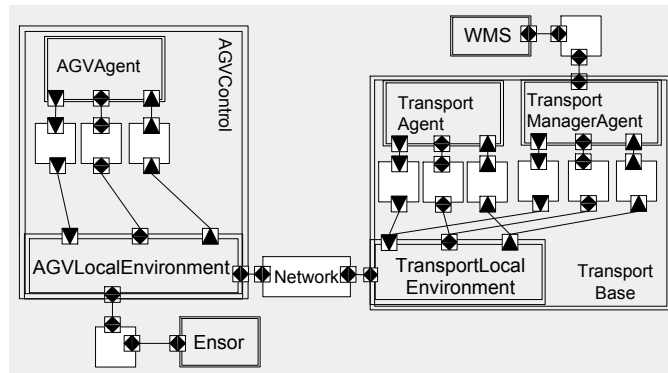 WMS
AGVAgent
AGVControl
Transport
Agent
Transport
ManagerAgent
AGVLocalEnvironment
Network
TransportLocal
Environment
Transport
Base
Ensor